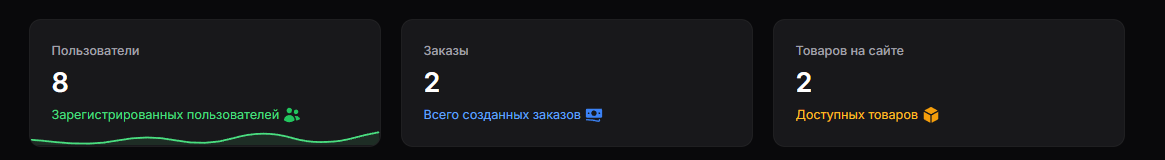 Пользователи
8
Зарегистрированных пользователей
Заказы
2
Всего созданных заказов
Товаров на сайте
2
Доступных товаров